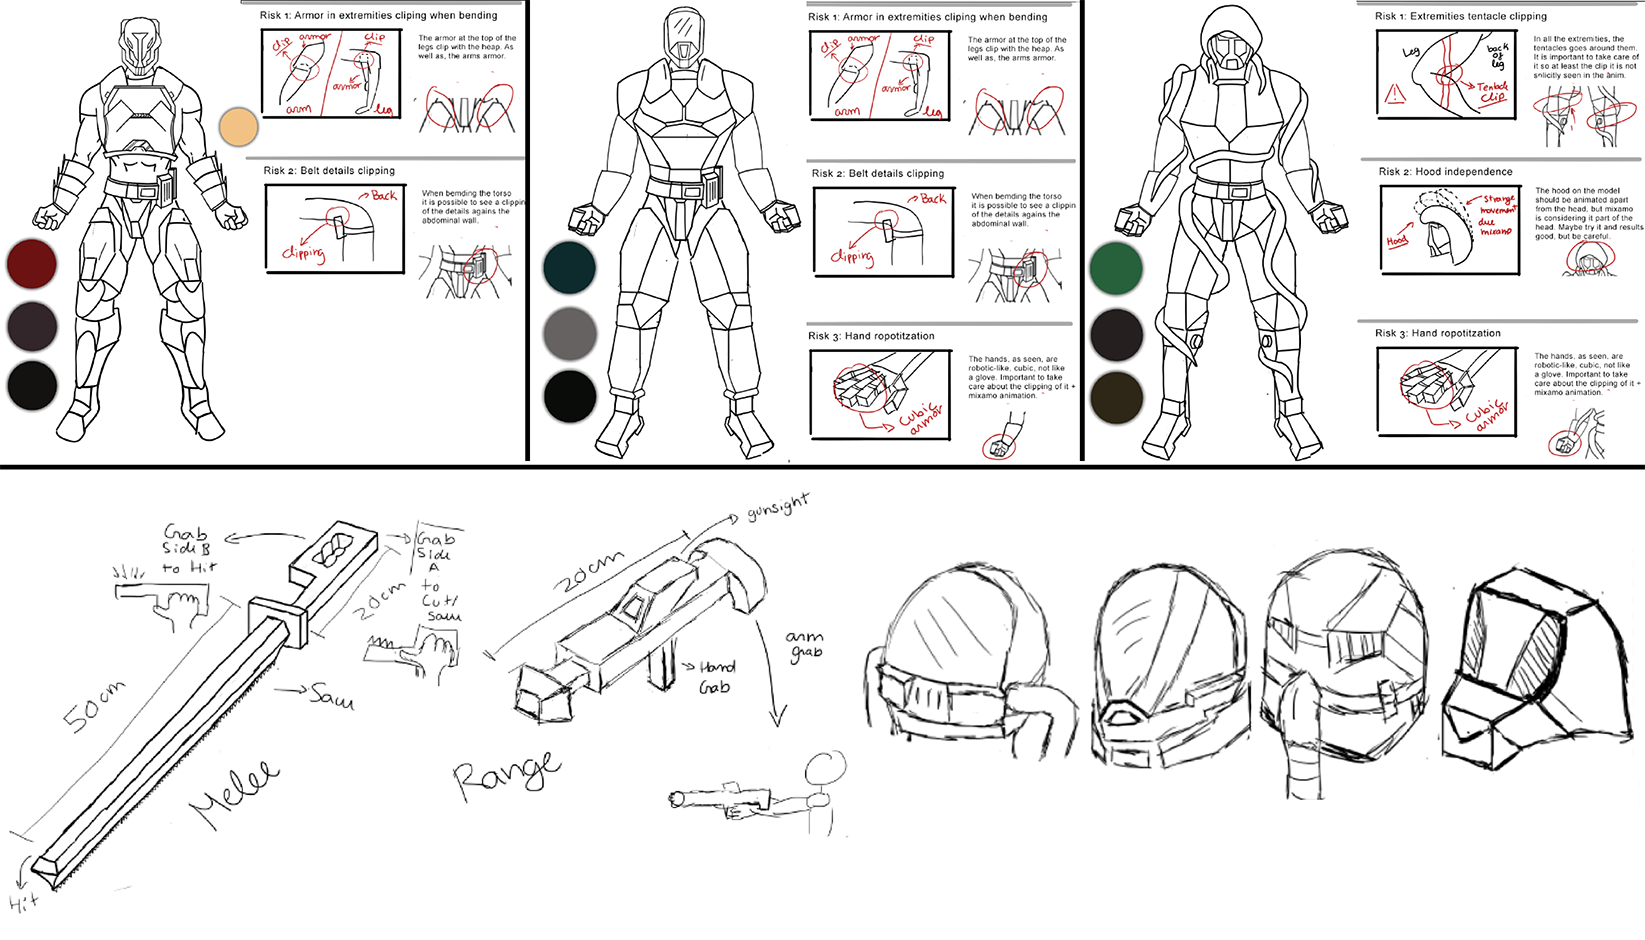 Risk 1: Armor in extremities cliping when bending
clip
armor
clip
armor
arm
leg
The armor at the top of the
legs clip with the heap. As
well as, the arms armor.
Risk 2: Belt details clipping
Back
clipping
When bemding the torso
it is possible to see a clippin
of the details agains the
abdominal wall.
Risk 1: Armor in extremities cliping when bending
clip
armor
clip
armor
arm
leg
The armor at the top of the
legs clip with the heap. As
well as, the arms armor.
Risk 2: Belt details clipping
Back
clipping
When bemding the torso
it is possible to see a clippin
of the details agains the
abdominal wall.
Risk 3: Hand ropotitzation
Cubic
armor
The hands, as seen, are
robotic-like, cubic, not like
a glove. Important to take
care about the clipping of it +
mixamo animation.
Risk 1: Extremities tentacle clipping
Leg
back
of
leg
Tentacle
Clip
In all the extremities, the
tentacles goes around them.
It is important to take care of
it so at least the clip it is not
snlicitly seen in the ànim.
Risk 2: Hood independence
Hood
strange
movement
due
mixamo
The hood on the model
should be animated apart
from the head, but mixamo
is considering it part of the
head. Maybe try it and results
good, but be careful.
Risk 3: Hand ropotitzation
Cubic
armor
The hands, as seen, are
robotic-like, cubic, not like
a glove. Important to take
care about the clipping of it +
mixamo animation.
Grab
Side B
to Hit
Grab
Side
A
to
Cut/
Saw
20cm
50cm
Saw
Melee
Hit
gunsight
20cm
arm
grab
Hand
Grab
Range